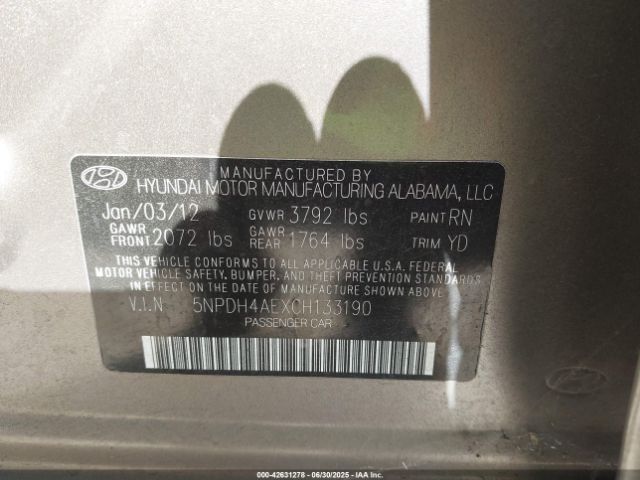 MANUFACTURED BY
HYUNDAI MOTOR MANUFACTURING ALABAMA, LLC
Jan/03/12 GVWR 3792 lbs PAINT RN
GAWR FRONT 2072 lbs GAWR REAR 1764 lbs TRIM YD
THIS VEHICLE CONFORMS TO ALL APPLICABLE U.S.A. FEDERAL
MOTOR VEHICLE SAFETY, BUMPER, AND THEFT PREVENTION
STANDARDS IN EFFECT ON THE DATE OF MANUFACTURE SHOWN ABOVE.
V.I.N 5NPDH4AEXCH133190
PASSENGER CAR
000-42631278 - 06/30/2025 - IAAI.COM